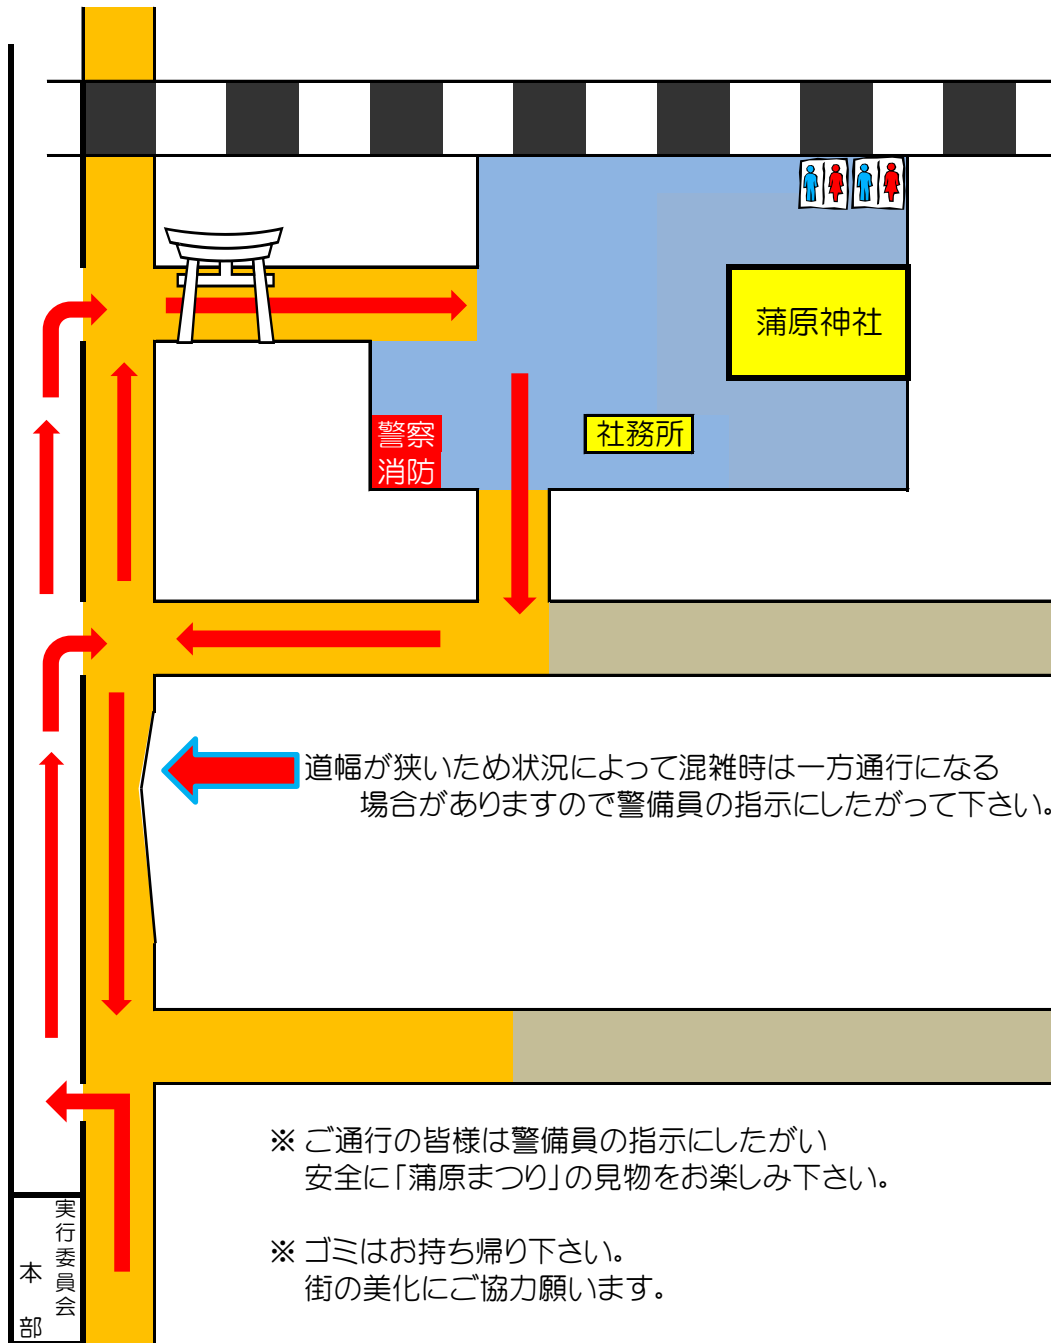 蒲原神社
警察
消防
社務所
道幅が狭いため状況によって混雑時は一方通行になる
場合がありますので警備員の指示にしたがって下さい。
※ ご通行の皆様は警備員の指示にしたがい
安全に「蒲原まつり」の見物をお楽しみ下さい。
※ ゴミはお持ち帰り下さい。
街の美化にご協力願います。
実行委員会
本部